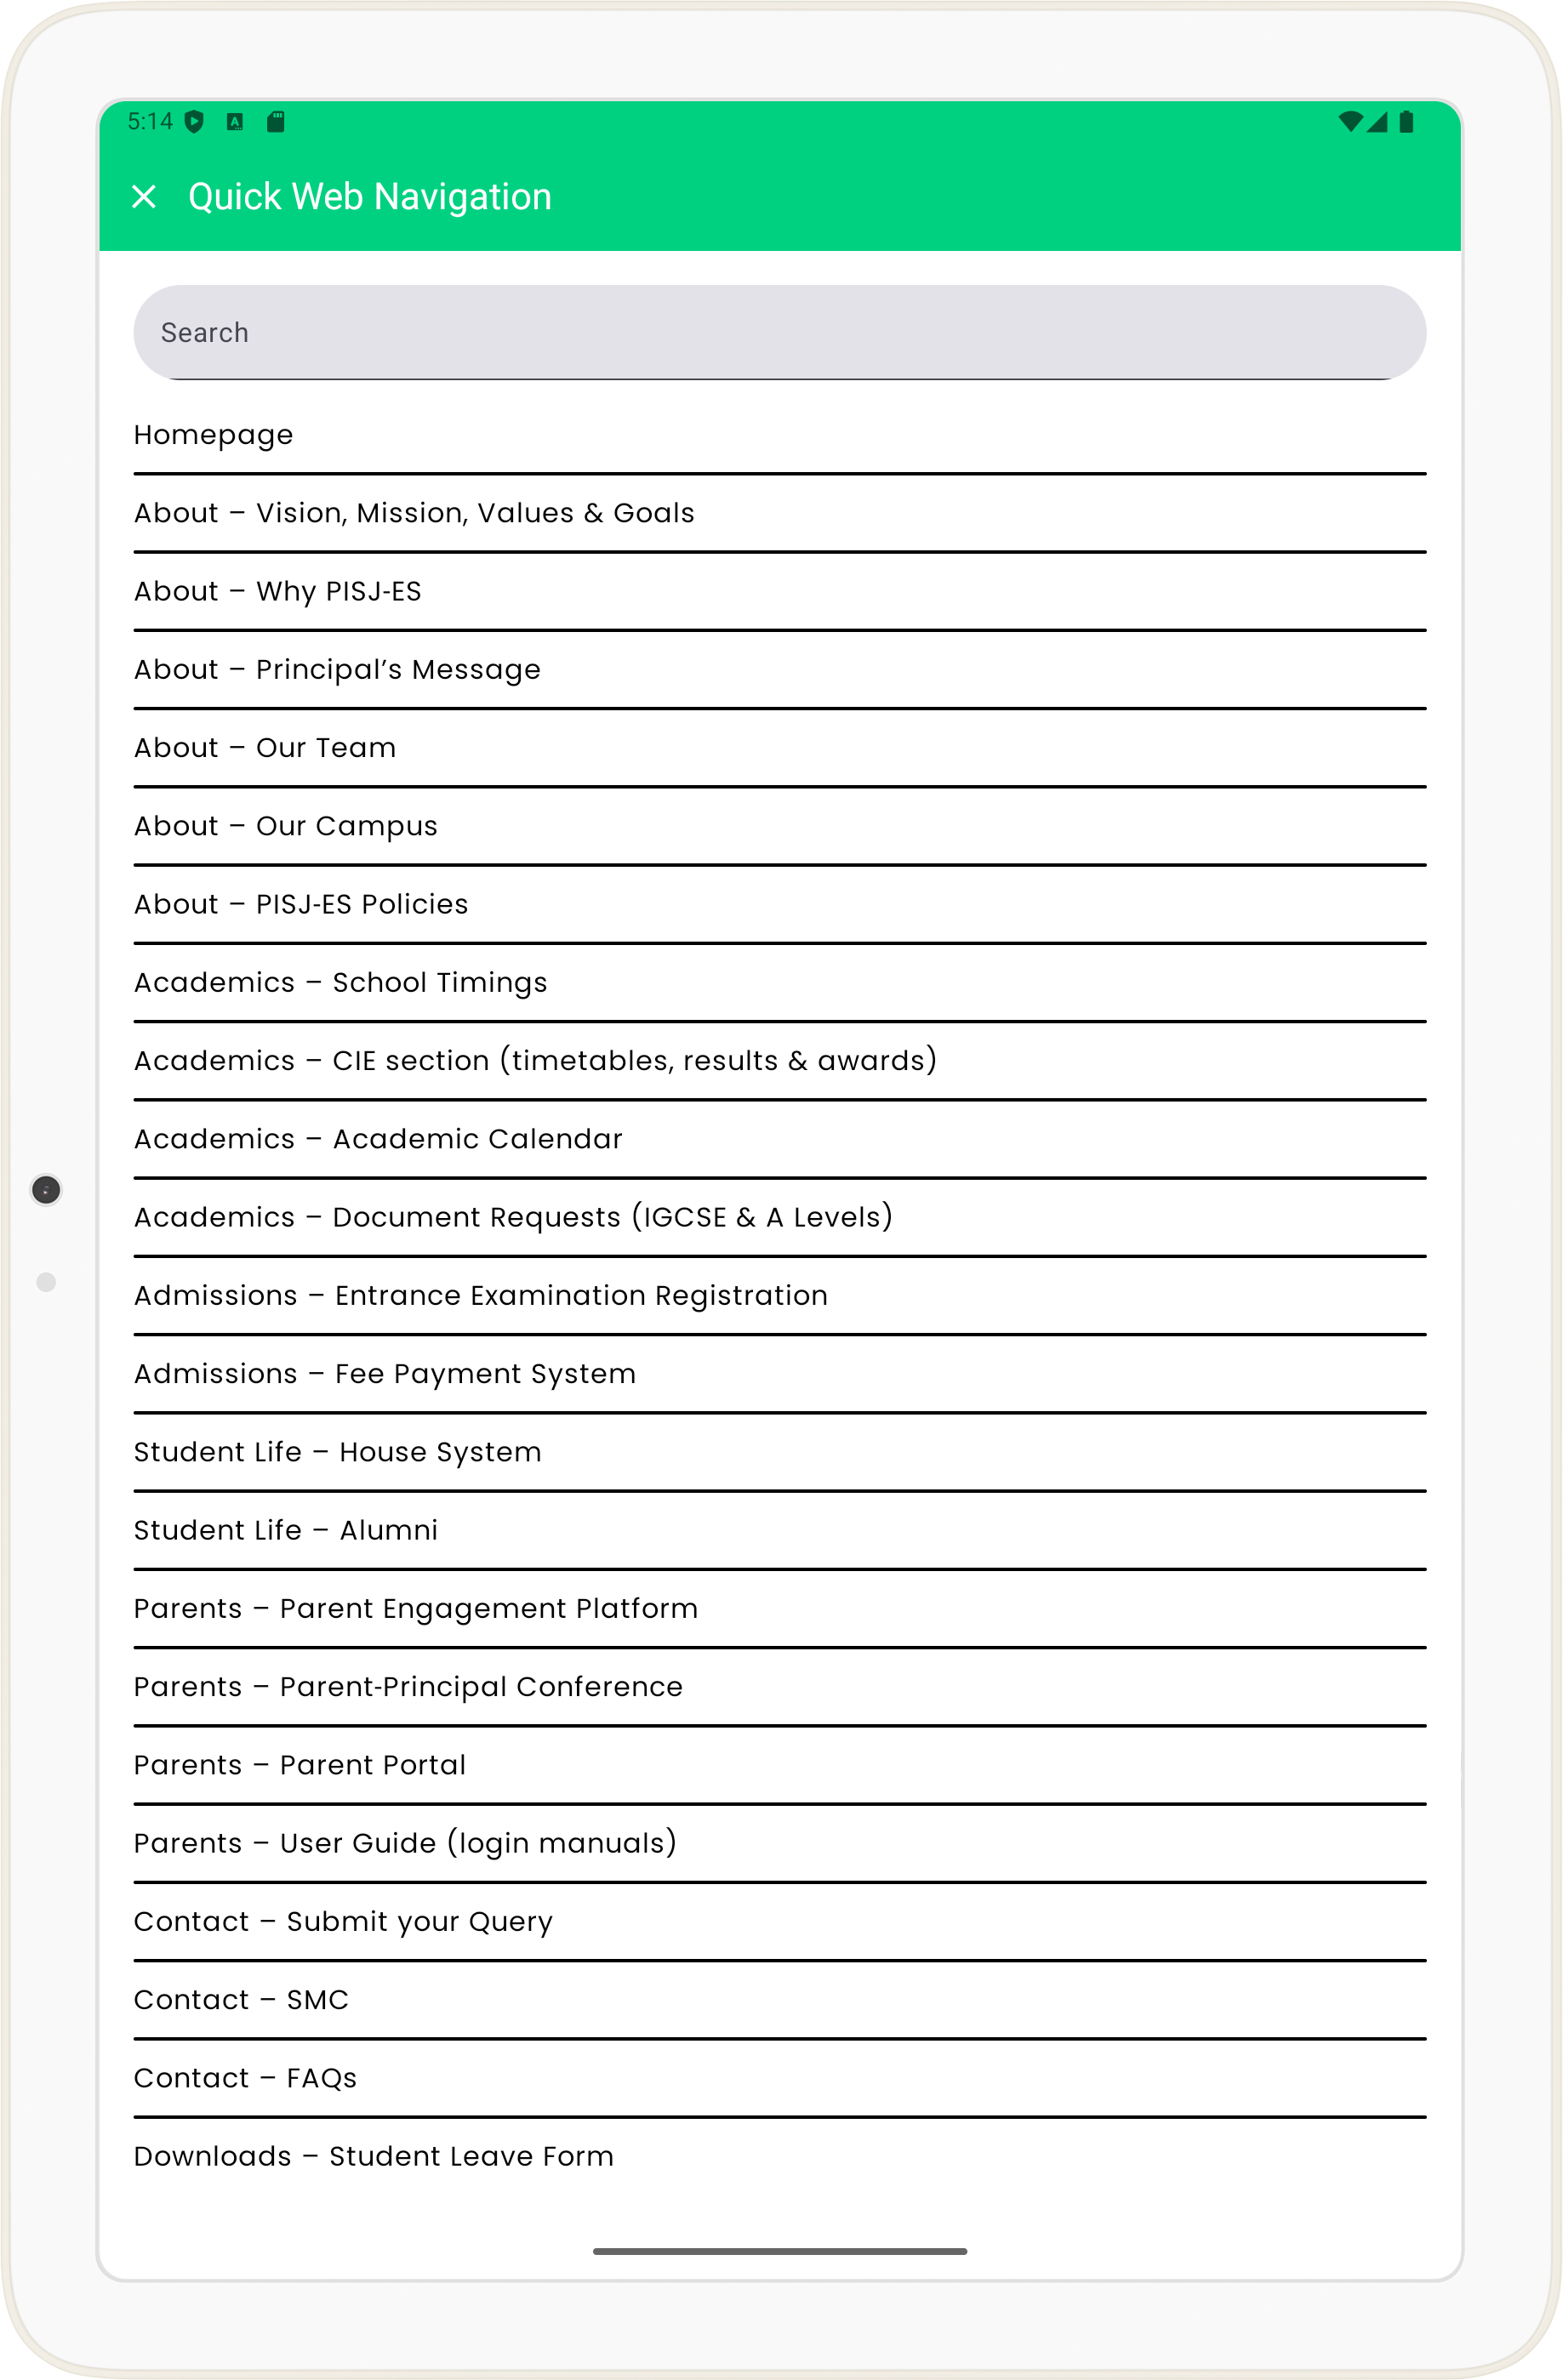 5:14
Quick Web Navigation
Search
Homepage
About – Vision, Mission, Values & Goals
About – Why PISJ-ES
About – Principal’s Message
About – Our Team
About – Our Campus
About – PISJ-ES Policies
Academics – School Timings
Academics – CIE section (timetables, results & awards)
Academics – Academic Calendar
Academics – Document Requests (IGCSE & A Levels)
Admissions – Entrance Examination Registration
Admissions – Fee Payment System
Student Life – House System
Student Life – Alumni
Parents – Parent Engagement Platform
Parents – Parent-Principal Conference
Parents – Parent Portal
Parents – User Guide (login manuals)
Contact – Submit your Query
Contact – SMC
Contact – FAQs
Downloads – Student Leave Form